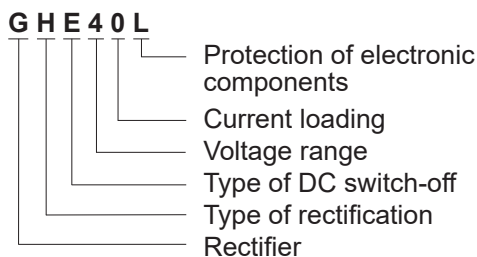 G H E 4 0 L
Protection of electronic
components
Current loading
Voltage range
Type of DC switch-off
Type of rectification
Rectifier